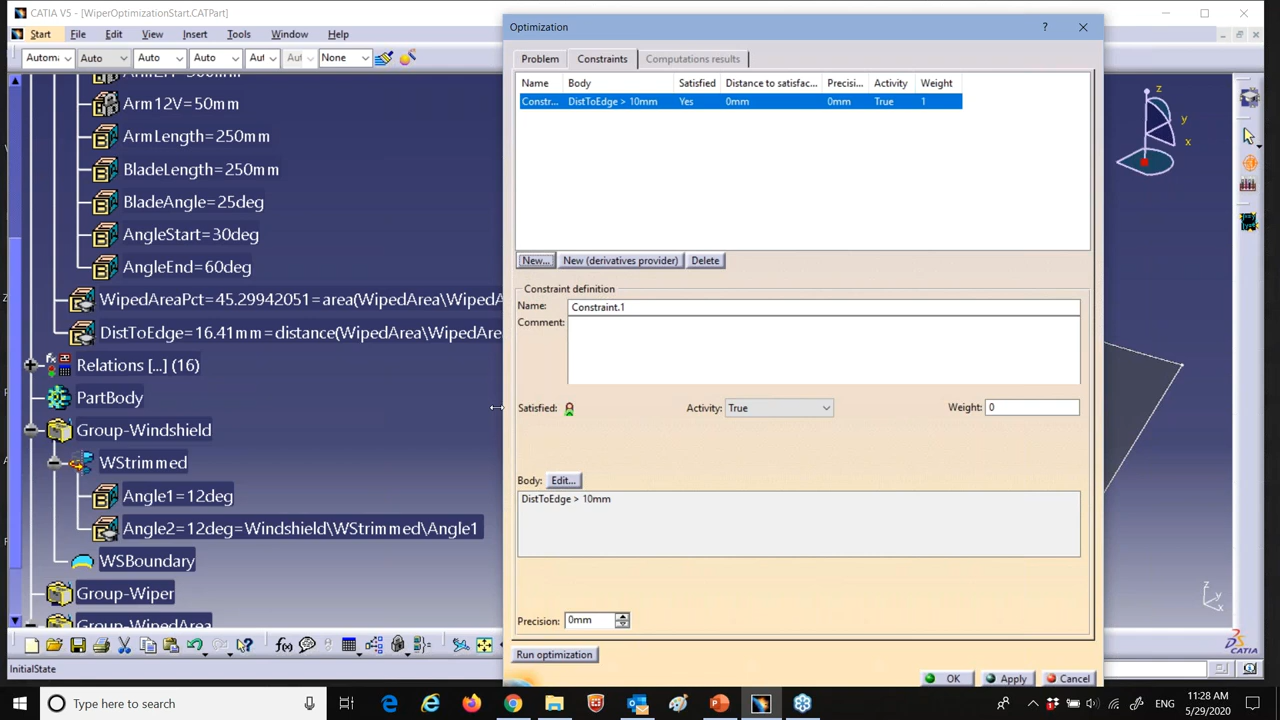 CATIA V5 - [WiperOptimizationStart.CATPart]
Start File Edit View Insert Tools Window Help
Auto Auto Auto None
Arm12V=50mm
ArmLength=250mm
BladeLength=250mm
BladeAngle=25deg
AngleStart=30deg
AngleEnd=60deg
WipedAreaPct=45.29942051=area(WipedArea\WipedA
DistToEdge=16.41mm=distance(WipedArea\WipedAre
Relations [...] (16)
PartBody
Group-Windshield
WStrimmed
Angle1=12deg
Angle2=12deg=Windshield\WStrimmed\Angle1
WSBoundary
Group-Wiper
Group-WipedArea
InitialState
Optimization
?
Problem Constraints Computations results
Name Body Satisfied Distance to satisfac... Precisi... Activity Weight
Constr... DistToEdge > 10mm Yes 0mm 0mm True 1
New... New (derivatives provider) Delete
Constraint definition
Name: Constraint.1
Comment:
Satisfied: Activity: True Weight: 0
Body: Edit...
DistToEdge > 10mm
Precision: 0mm
Run optimization
OK Apply Cancel
z
y
x
z
x
DS CATIA
Type here to search
ENG
11:28 AM
5/29/2020